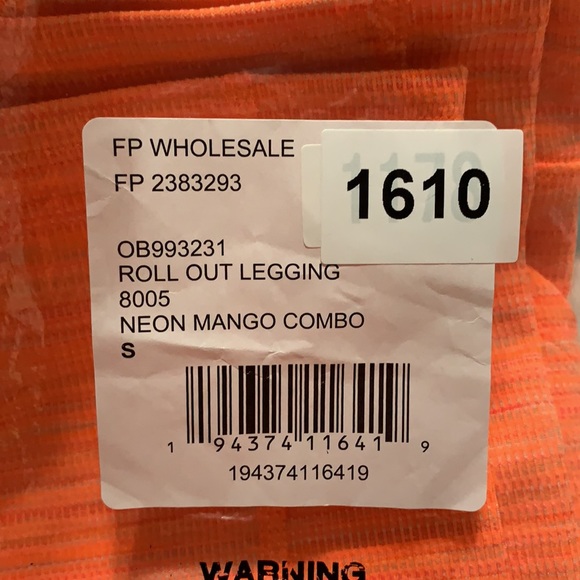 FP WHOLESALE
FP 2383293
1610
OB993231
ROLL OUT LEGGING
8005
NEON MANGO COMBO
S
1 94374 11641 9
194374116419
WARNING